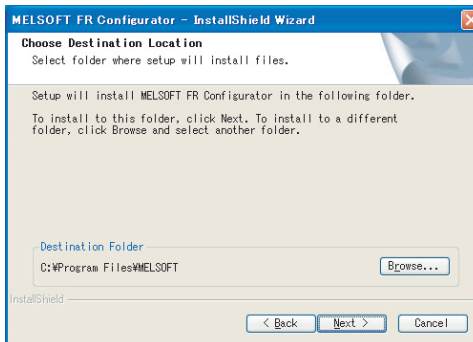 MELSOFT FR Configurator - InstallShield Wizard
Choose Destination Location
Select folder where setup will install files.
Setup will install MELSOFT FR Configurator in the following folder.
To install to this folder, click Next. To install to a different
folder, click Browse and select another folder.
Destination Folder
C:¥Program Files¥MELSOFT
Browse...
InstallShield
< Back
Next >
Cancel